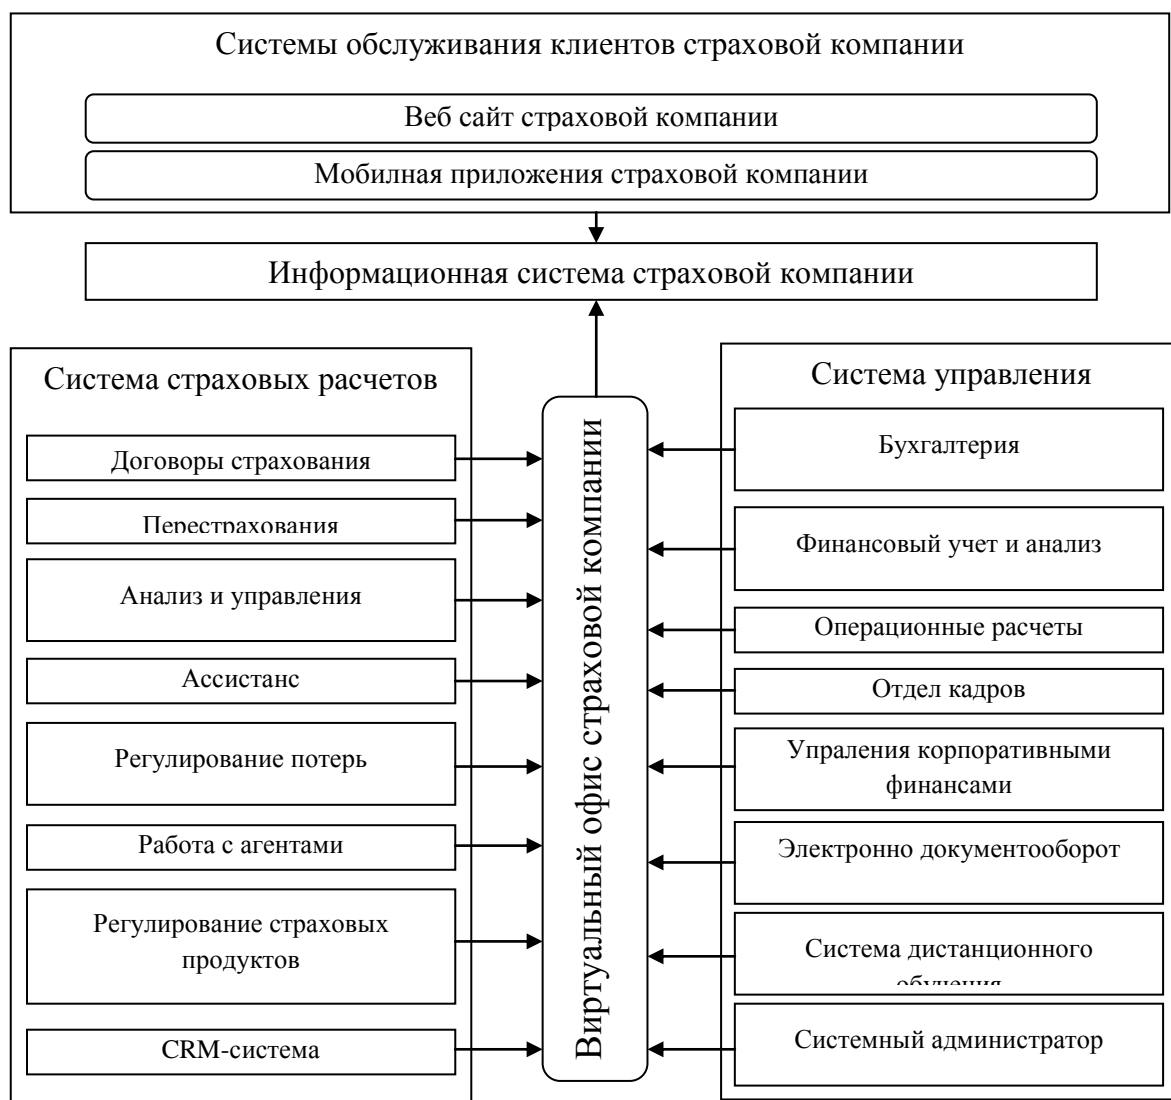 Системы обслуживания клиентов страховой компании
Веб сайт страховой компании
Мобилная приложения страховой компании
Информационная система страховой компании
Система страховых расчетов
Договоры страхования
Перестрахования
Анализ и управления
Ассистанс
Регулирование потерь
Работа с агентами
Регулирование страховых
продуктов
CRM-система
Виртуальный офис страховой компании
Система управления
Бухгалтерия
Финансовый учет и анализ
Операционные расчеты
Отдел кадров
Упраления корпоративными
финансами
Электронно документооборот
Система дистанционного
обучения
Системный администратор